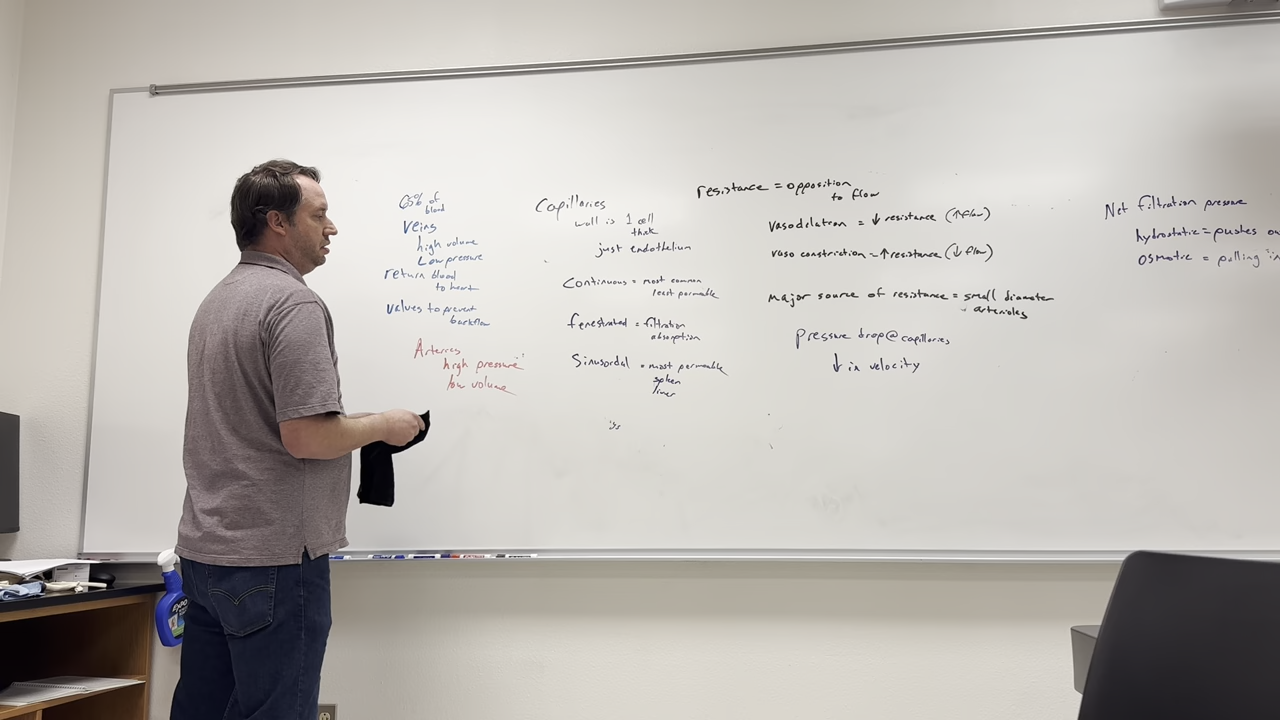 65% of
blood
Veins
high volume
Low pressure
return blood
to heart
valves to prevent
backflow
Arteries
high pressure
low volume
Capillaries
wall is 1 cell
thick
just endothelium
Continuous = most common
least permeable
fenestrated = filtration
absorption
Sinusoidal = most permeable
spleen
liver
resistance = opposition
to flow
vasodelation = ↓ resistance (↑flow)
vaso constriction = ↑ resistance (↓ flow)
major source of resistance = small diameter
arterioles
pressure drop @ capillaries
↓ in velocity
Net filtration pressure
hydrostatic = pushes
osmotic = pulling in
EXPO